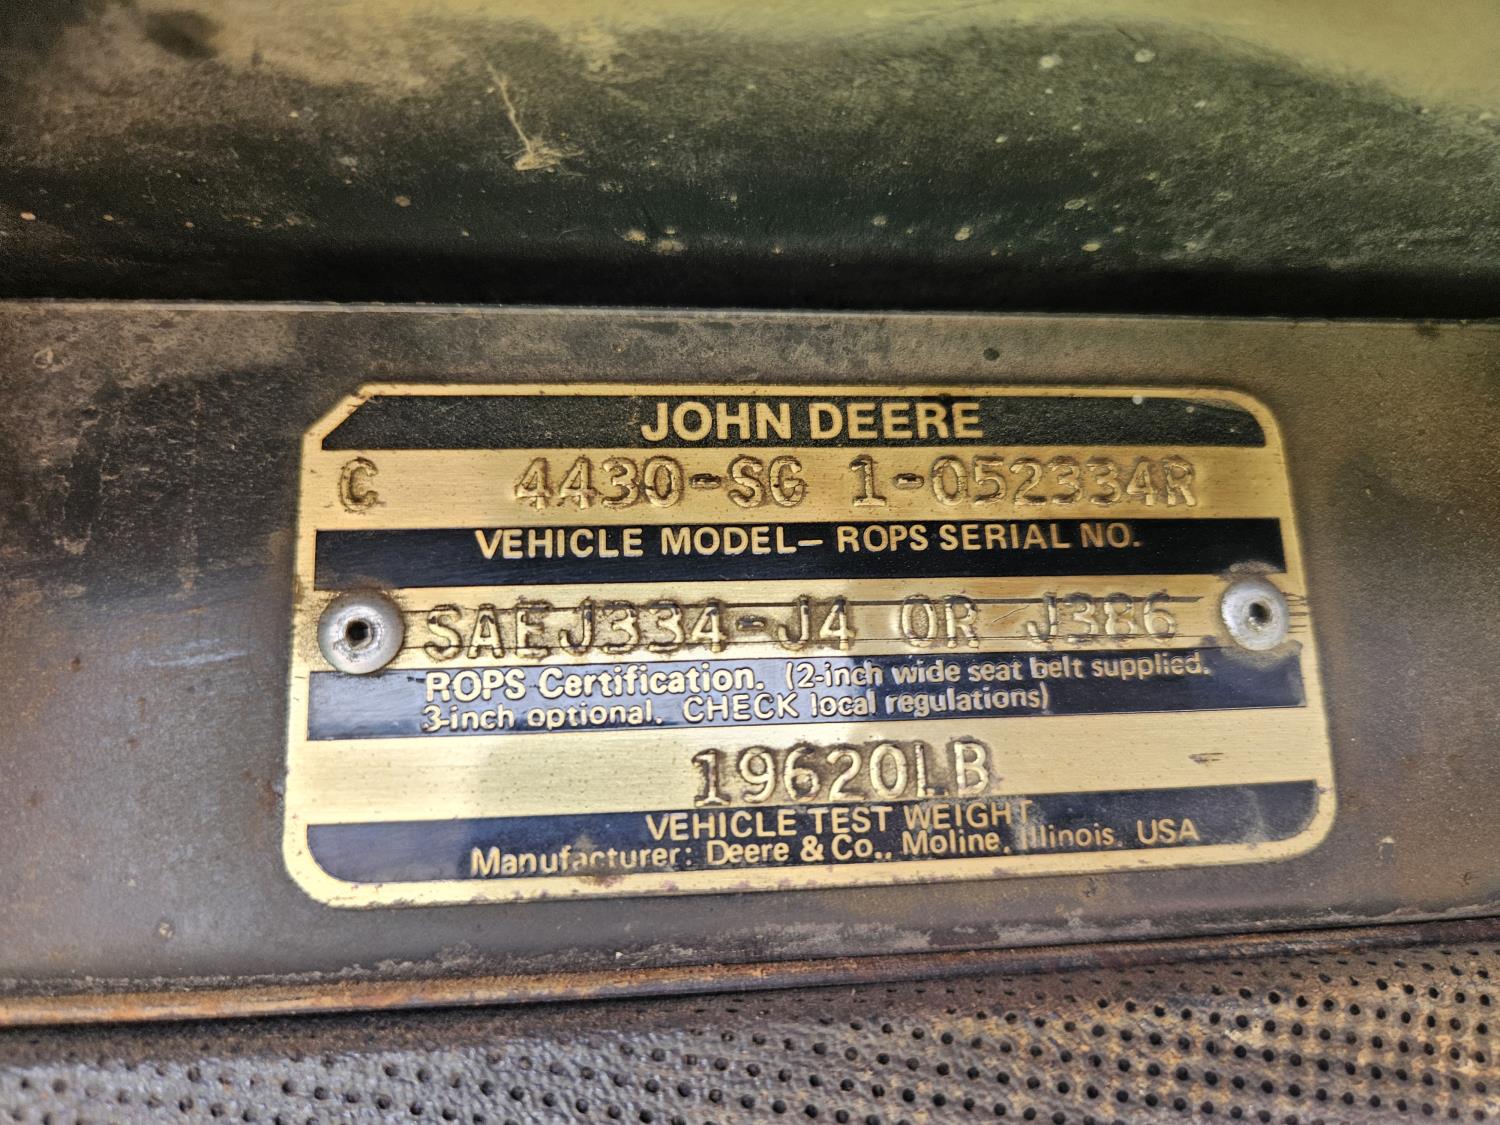 JOHN DEERE
C 4430-SG 1-052334R
VEHICLE MODEL— ROPS SERIAL NO.
SAEJ334-J4 OR J386
ROPS Certification. (2-inch wide seat belt supplied.
3-inch optional. CHECK local regulations)
19620LB
VEHICLE TEST WEIGHT
Manufacturer: Deere & Co., Moline, Illinois, USA